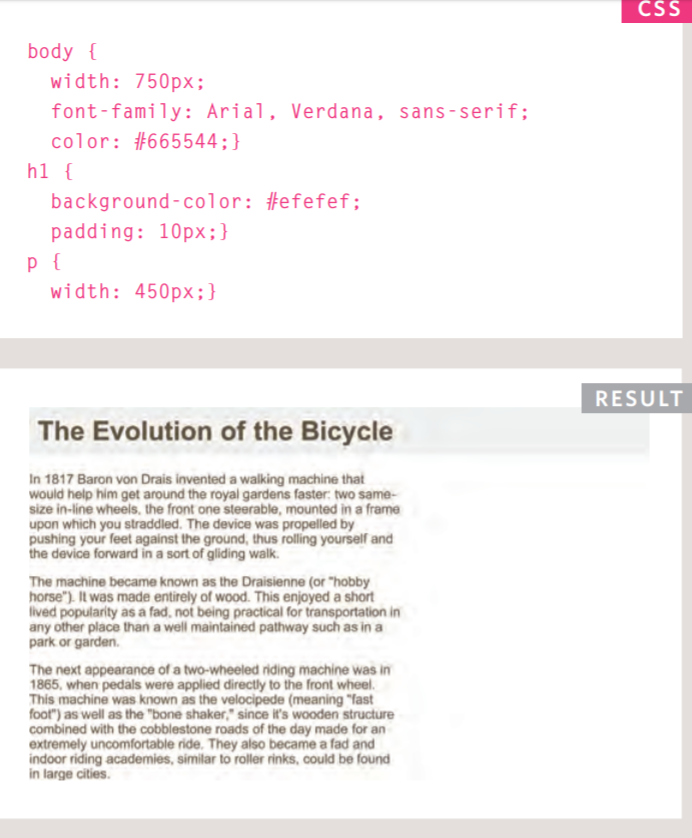 CSS
body {
width: 750px;
font-family: Arial, Verdana, sans-serif;
color: #665544;}
h1 {
background-color: #efefef;
padding: 10px;}
p {
width: 450px;}
RESULT
The Evolution of the Bicycle
In 1817 Baron von Drais invented a walking machine that
would help him get around the royal gardens faster: two same-
size in-line wheels, the front one steerable, mounted in a frame
upon which you straddled. The device was propelled by
pushing your feet against the ground, thus rolling yourself and
the device forward in a sort of gliding walk.
The machine became known as the Draisienne (or "hobby
horse"). It was made entirely of wood. This enjoyed a short
lived popularity as a fad, not being practical for transportation in
any other place than a well maintained pathway such as in a
park or garden.
The next appearance of a two-wheeled riding machine was in
1865, when pedals were applied directly to the front wheel.
This machine was known as the velocipede (meaning "fast
foot") as well as the "bone shaker," since it's wooden structure
combined with the cobblestone roads of the day made for an
extremely uncomfortable ride. They also became a fad and
indoor riding academies, similar to roller rinks, could be found
in large cities.